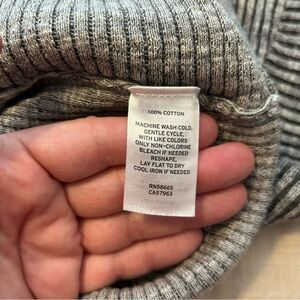 100% COTTON
MACHINE WASH COLD,
GENTLE CYCLE,
WITH LIKE COLORS
ONLY NON-CHLORINE
BLEACH IF NEEDED
RESHAPE,
LAY FLAT TO DRY
COOL IRON IF NEEDED
RN58665
CA57963